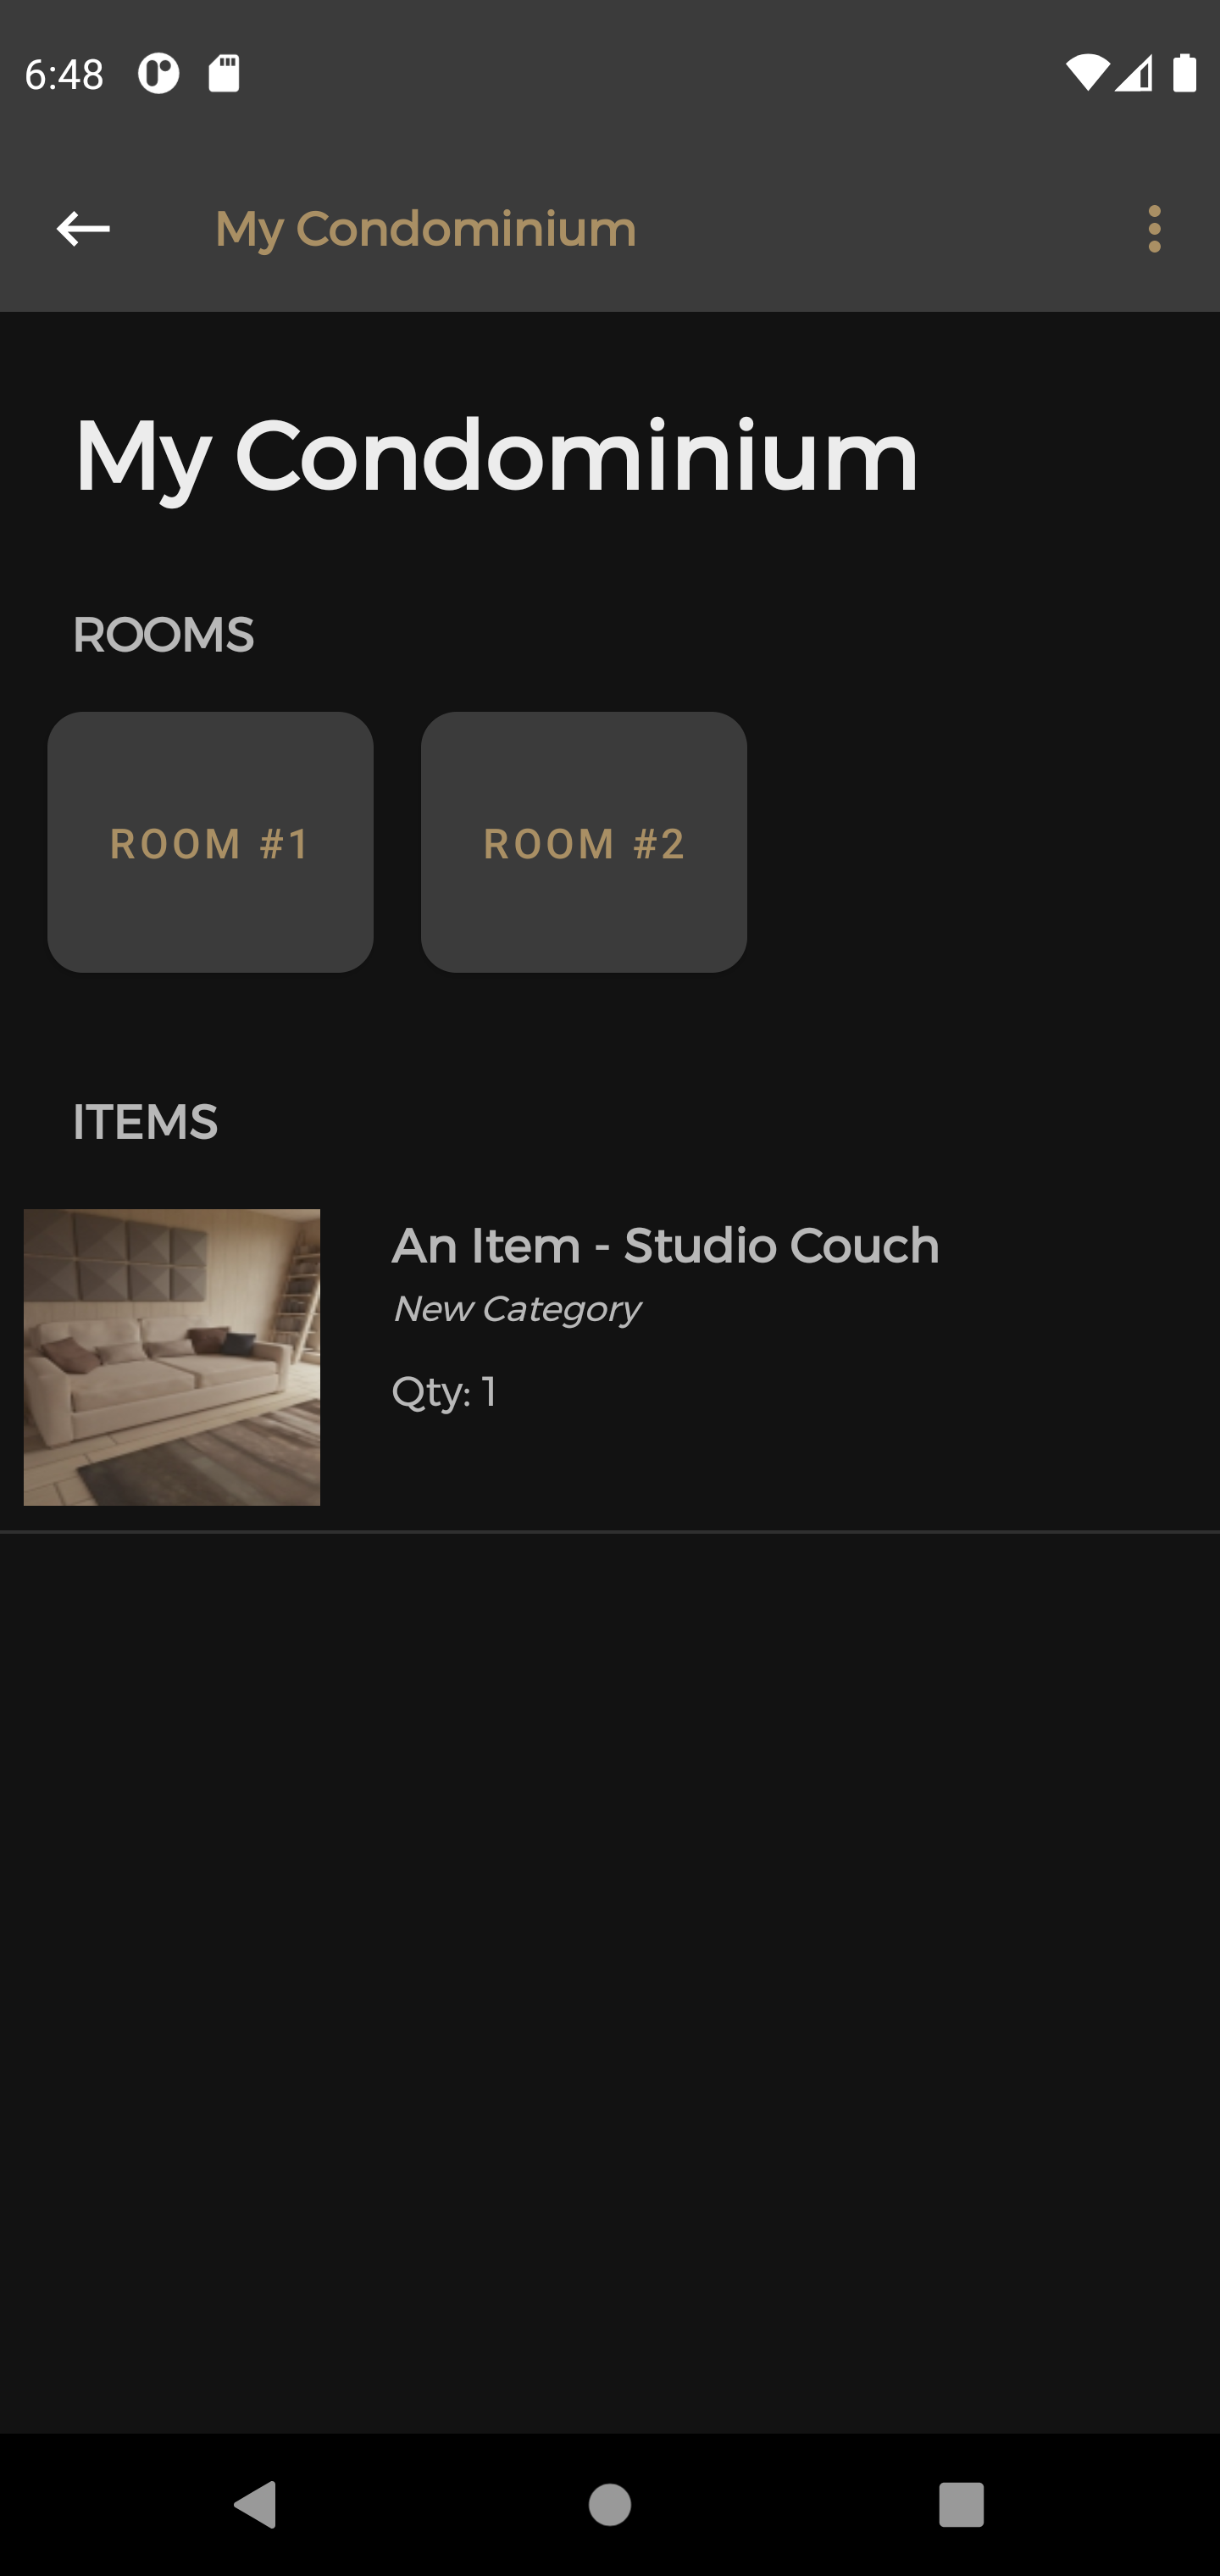 6:48
My Condominium
My Condominium
ROOMS
ROOM #1
ROOM #2
ITEMS
An Item - Studio Couch
New Category
Qty: 1